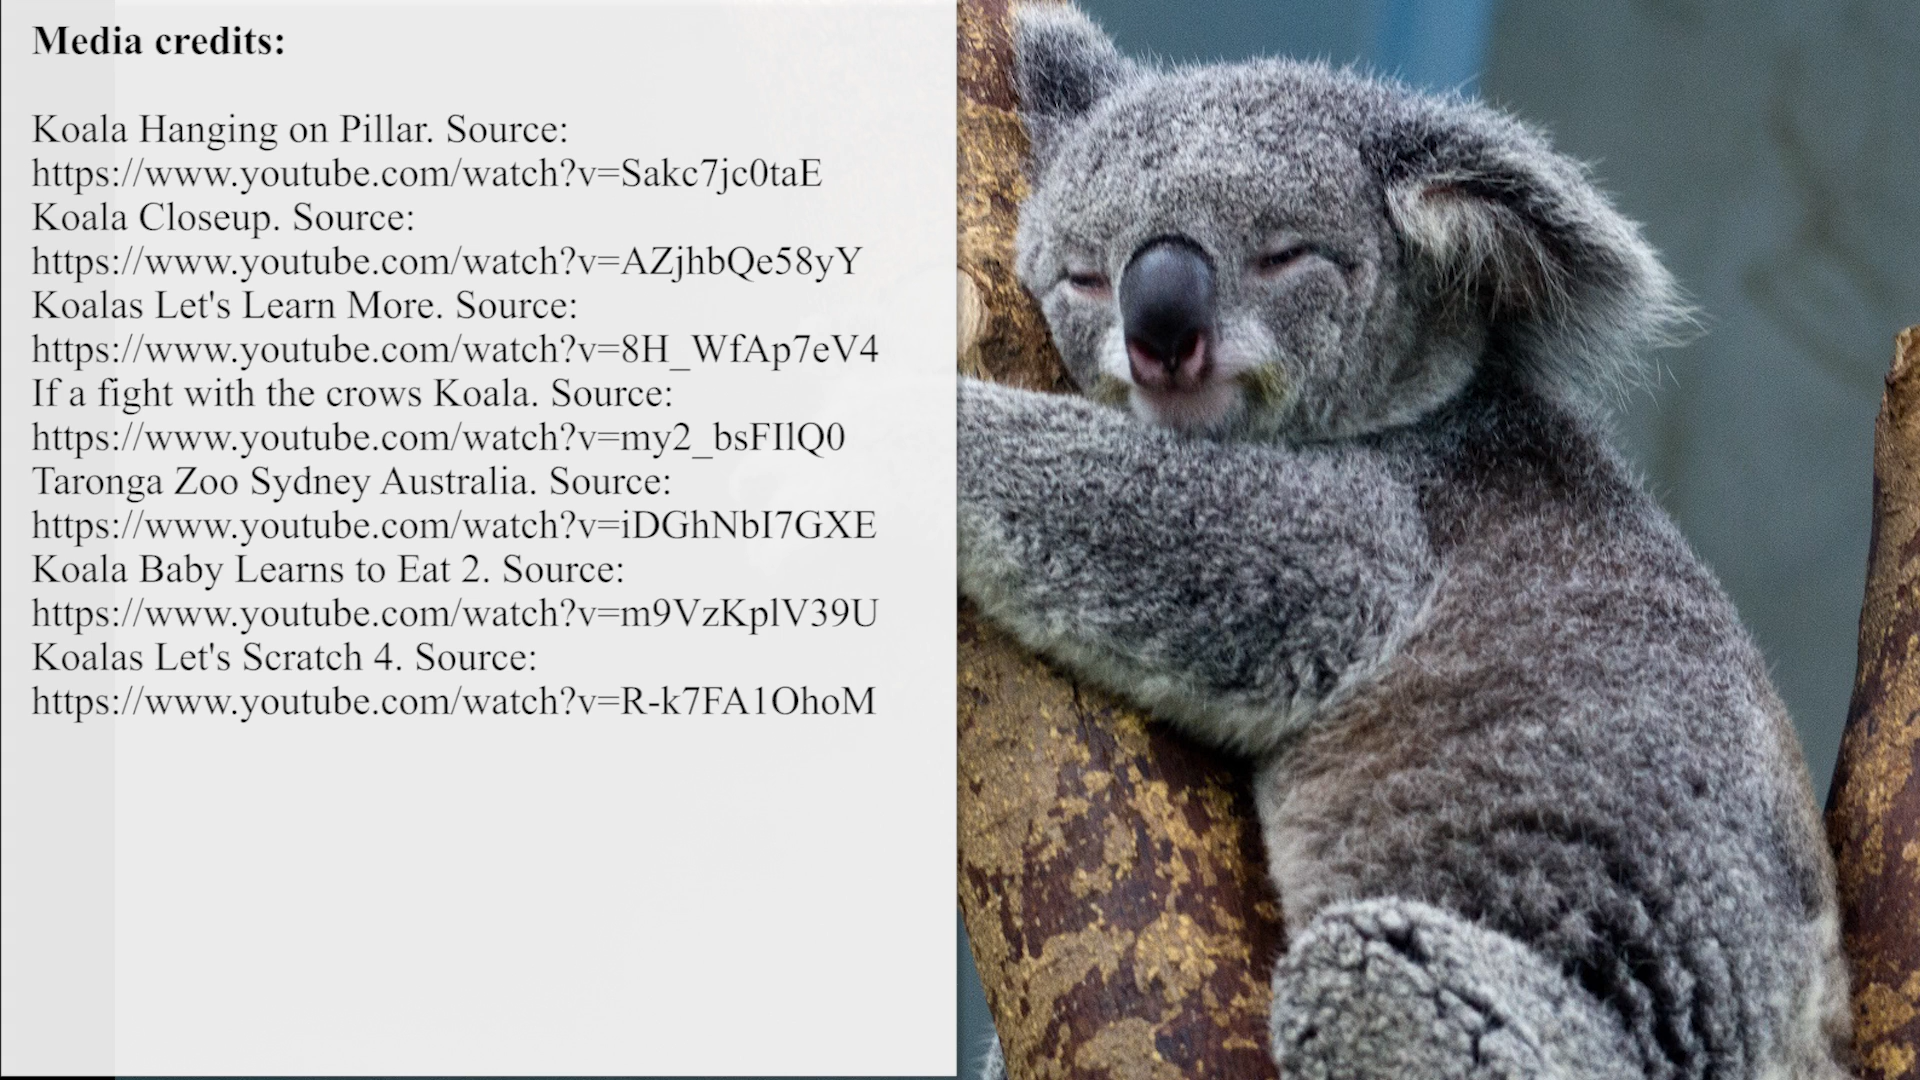 Media credits:
Koala Hanging on Pillar. Source:
https://www.youtube.com/watch?v=Sakc7jc0taE
Koala Closeup. Source:
https://www.youtube.com/watch?v=AZjhbQe58yY
Koalas Let's Learn More. Source:
https://www.youtube.com/watch?v=8H_WfAp7eV4
If a fight with the crows Koala. Source:
https://www.youtube.com/watch?v=my2_bsFIlQ0
Taronga Zoo Sydney Australia. Source:
https://www.youtube.com/watch?v=iDGhNbI7GXE
Koala Baby Learns to Eat 2. Source:
https://www.youtube.com/watch?v=m9VzKplV39U
Koalas Let's Scratch 4. Source:
https://www.youtube.com/watch?v=R-k7FA1OhoM